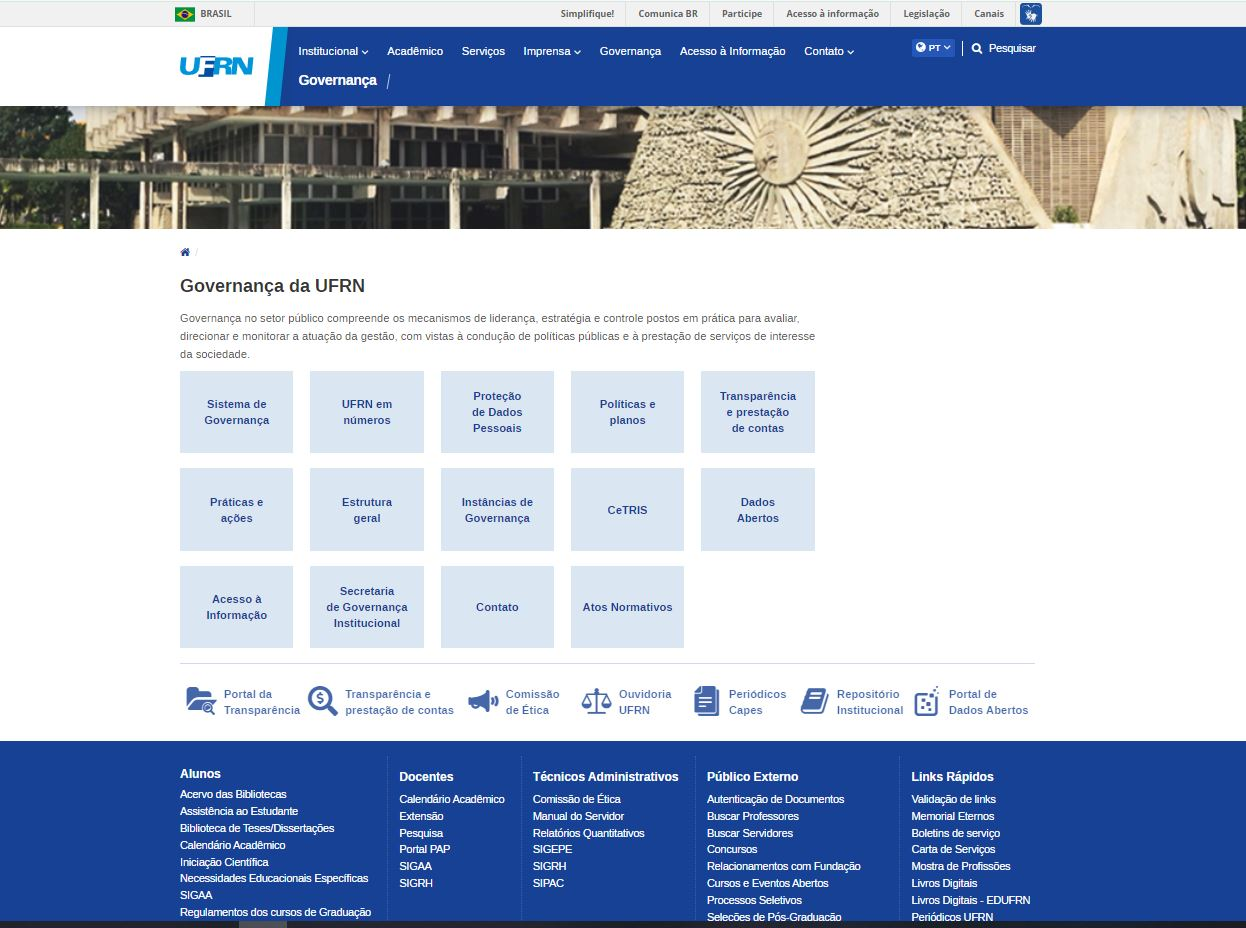 BRASIL
Simplifique!
Comunica BR
Participe
Acesso à informação
Legislação
Canais
UFRN
Institucional
Acadêmico
Serviços
Imprensa
Governança
Acesso à Informação
Contato
PT
Pesquisar
Governança /
/
Governança da UFRN
Governança no setor público compreende os mecanismos de liderança, estratégia e controle postos em prática para avaliar,
direcionar e monitorar a atuação da gestão, com vistas à condução de políticas públicas e à prestação de serviços de interesse
da sociedade.
Sistema de
Governança
UFRN em
números
Proteção
de Dados
Pessoais
Políticas e
planos
Transparência
e prestação
de contas
Práticas e
ações
Estrutura
geral
Instâncias de
Governança
CeTRIS
Dados
Abertos
Acesso à
Informação
Secretaria
de Governança
Institucional
Contato
Atos Normativos
Portal da
Transparência
Transparência e
prestação de contas
Comissão
de Ética
Ouvidoria
UFRN
Periódicos
Capes
Repositório
Institucional
Portal de
Dados Abertos
Alunos
Acervo das Bibliotecas
Assistência ao Estudante
Biblioteca de Teses/Dissertações
Calendário Acadêmico
Iniciação Científica
Necessidades Educacionais Específicas
SIGAA
Regulamentos dos cursos de Graduação
Docentes
Calendário Acadêmico
Extensão
Pesquisa
Portal PAP
SIGAA
SIGRH
Técnicos Administrativos
Comissão de Ética
Manual do Servidor
Relatórios Quantitativos
SIGEPE
SIGRH
SIPAC
Público Externo
Autenticação de Documentos
Buscar Professores
Buscar Servidores
Concursos
Relacionamentos com Fundação
Cursos e Eventos Abertos
Processos Seletivos
Seleções de Pós-Graduação
Links Rápidos
Validação de links
Memorial Eternos
Boletins de serviço
Carta de Serviços
Mostra de Profissões
Livros Digitais
Livros Digitais - EDUFRN
Periódicos UFRN